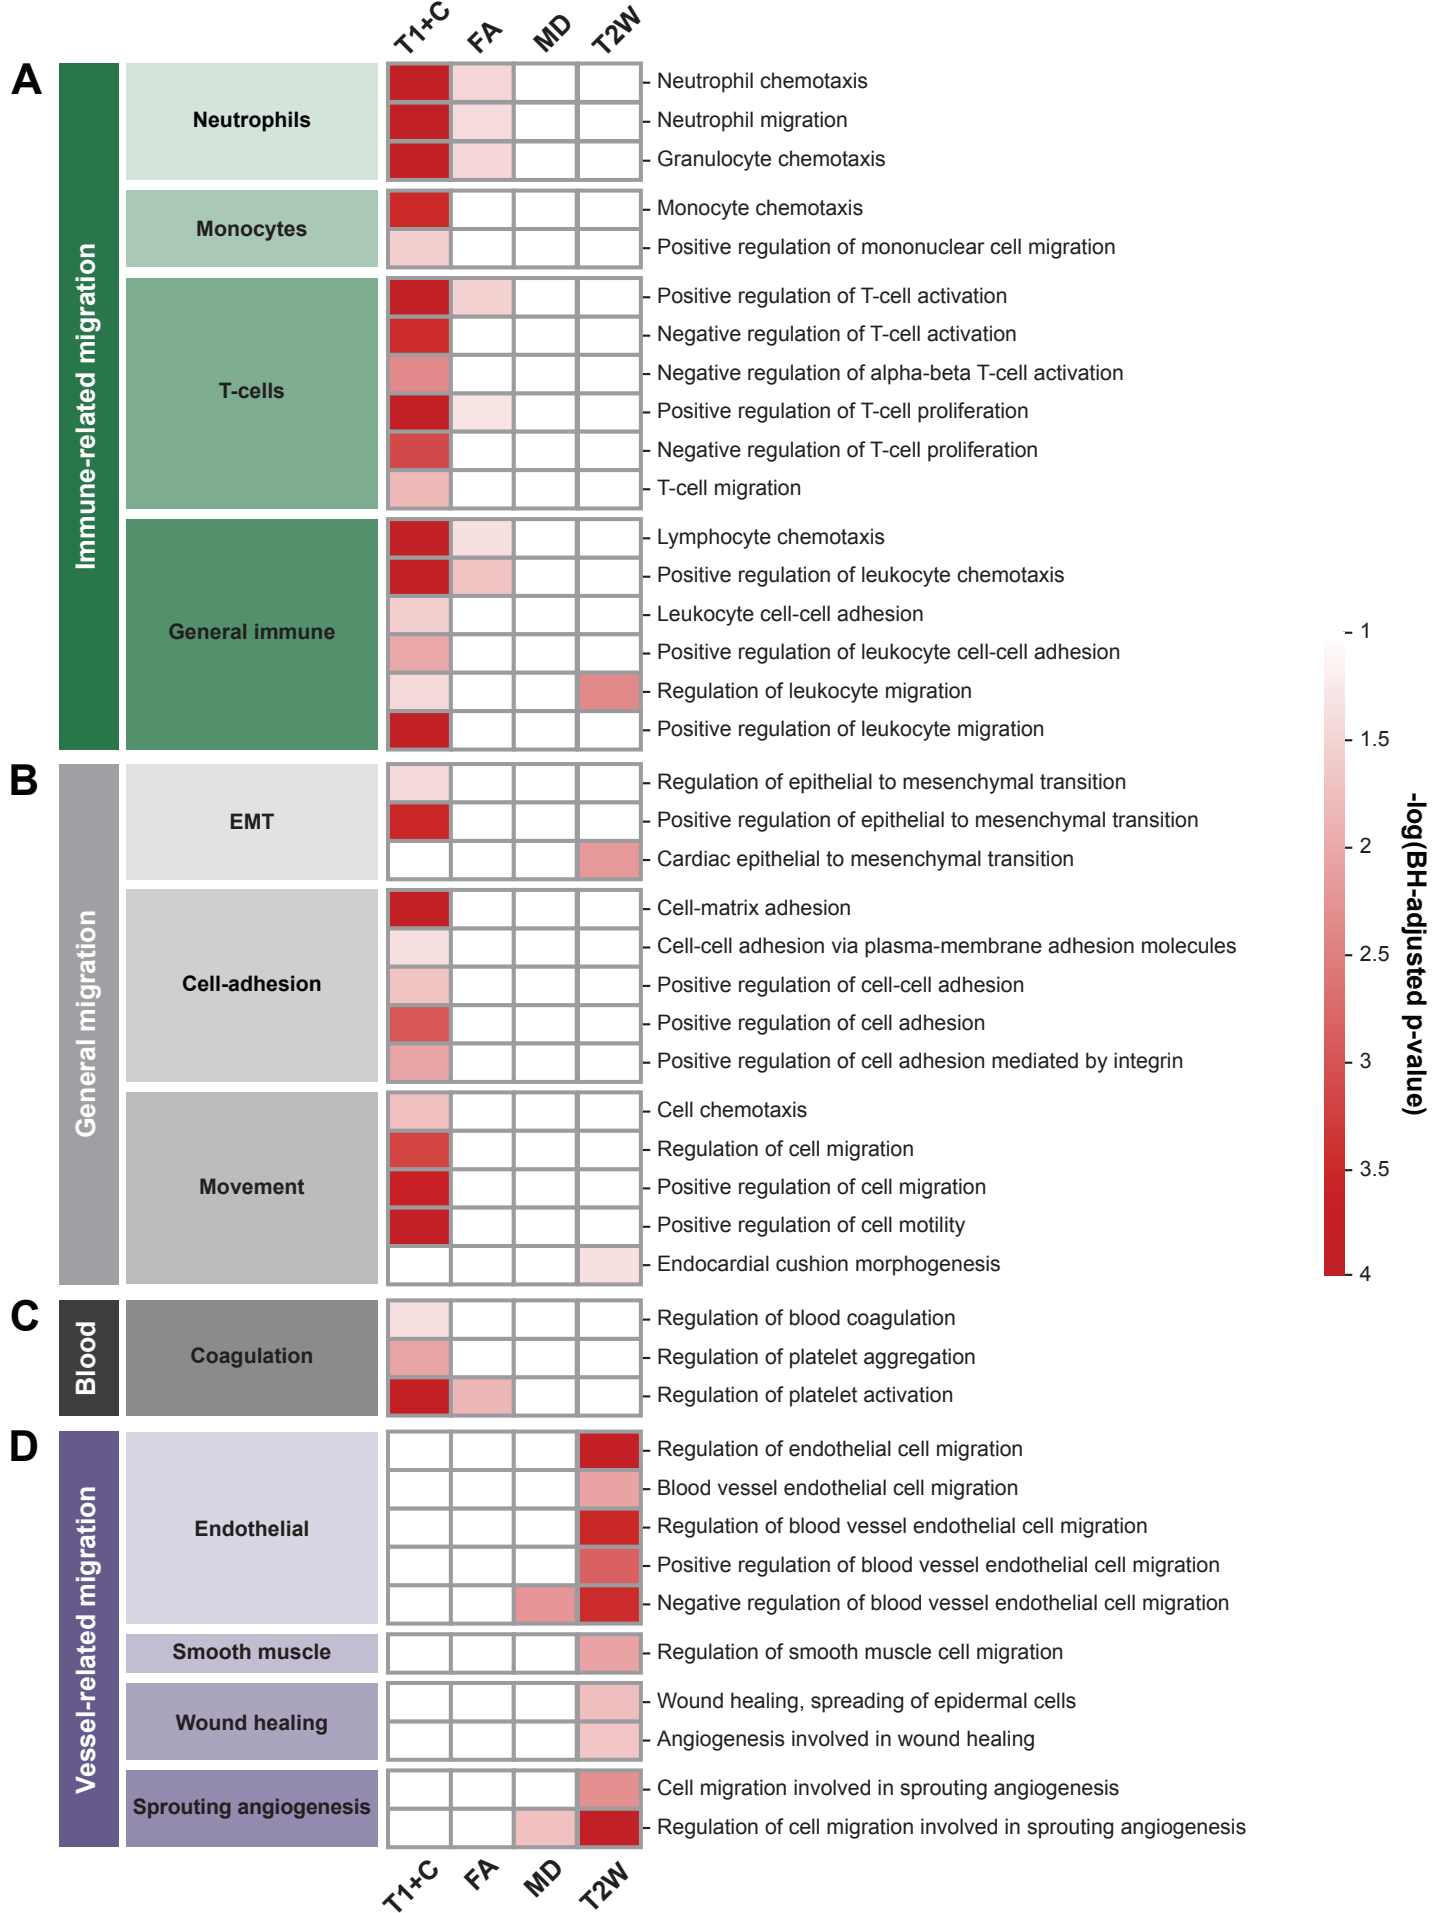 T1+C FA MD T2W
A
Immune-related migration
Neutrophils
Neutrophil chemotaxis
Neutrophil migration
Granulocyte chemotaxis
Monocytes
Monocyte chemotaxis
Positive regulation of mononuclear cell migration
T-cells
Positive regulation of T-cell activation
Negative regulation of T-cell activation
Negative regulation of alpha-beta T-cell activation
Positive regulation of T-cell proliferation
Negative regulation of T-cell proliferation
T-cell migration
General immune
Lymphocyte chemotaxis
Positive regulation of leukocyte chemotaxis
Leukocyte cell-cell adhesion
Positive regulation of leukocyte cell-cell adhesion
Regulation of leukocyte migration
Positive regulation of leukocyte migration
B
General migration
EMT
Regulation of epithelial to mesenchymal transition
Positive regulation of epithelial to mesenchymal transition
Cardiac epithelial to mesenchymal transition
Cell-adhesion
Cell-matrix adhesion
Cell-cell adhesion via plasma-membrane adhesion molecules
Positive regulation of cell-cell adhesion
Positive regulation of cell adhesion
Positive regulation of cell adhesion mediated by integrin
Movement
Cell chemotaxis
Regulation of cell migration
Positive regulation of cell migration
Positive regulation of cell motility
Endocardial cushion morphogenesis
C
Blood
Coagulation
Regulation of blood coagulation
Regulation of platelet aggregation
Regulation of platelet activation
D
Vessel-related migration
Endothelial
Regulation of endothelial cell migration
Blood vessel endothelial cell migration
Regulation of blood vessel endothelial cell migration
Positive regulation of blood vessel endothelial cell migration
Negative regulation of blood vessel endothelial cell migration
Smooth muscle
Regulation of smooth muscle cell migration
Wound healing
Wound healing, spreading of epidermal cells
Angiogenesis involved in wound healing
Sprouting angiogenesis
Cell migration involved in sprouting angiogenesis
Regulation of cell migration involved in sprouting angiogenesis
T1+C FA MD T2W
1
1.5
2
2.5
3
3.5
4
-log(BH-adjusted p-value)